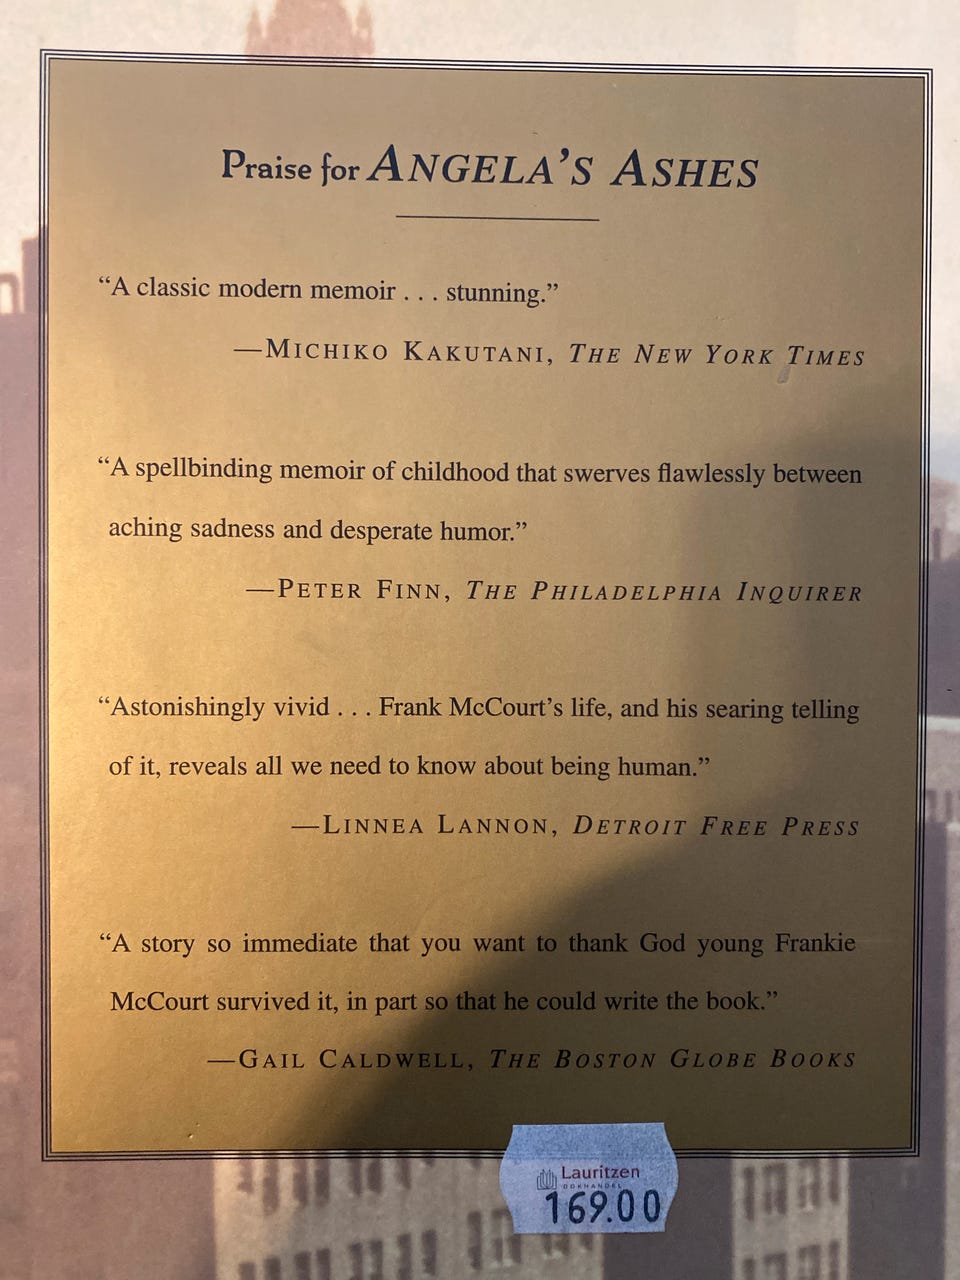 Praise for ANGELA'S ASHES
“A classic modern memoir . . . stunning.”
—MICHIKO KAKUTANI, THE NEW YORK TIMES
“A spellbinding memoir of childhood that swerves flawlessly between
aching sadness and desperate humor.”
—PETER FINN, THE PHILADELPHIA INQUIRER
“Astonishingly vivid . . . Frank McCourt’s life, and his searing telling
of it, reveals all we need to know about being human.”
—LINNEA LANNON, DETROIT FREE PRESS
“A story so immediate that you want to thank God young Frankie
McCourt survived it, in part so that he could write the book.”
—GAIL CALDWELL, THE BOSTON GLOBE BOOKS
Lauritzen
BOKHANDEL
169.00